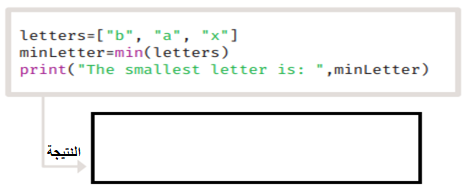 letters=["b", "a", "x"]
minLetter=min(letters)
print("The smallest letter is: ",minLetter)
النتيجة